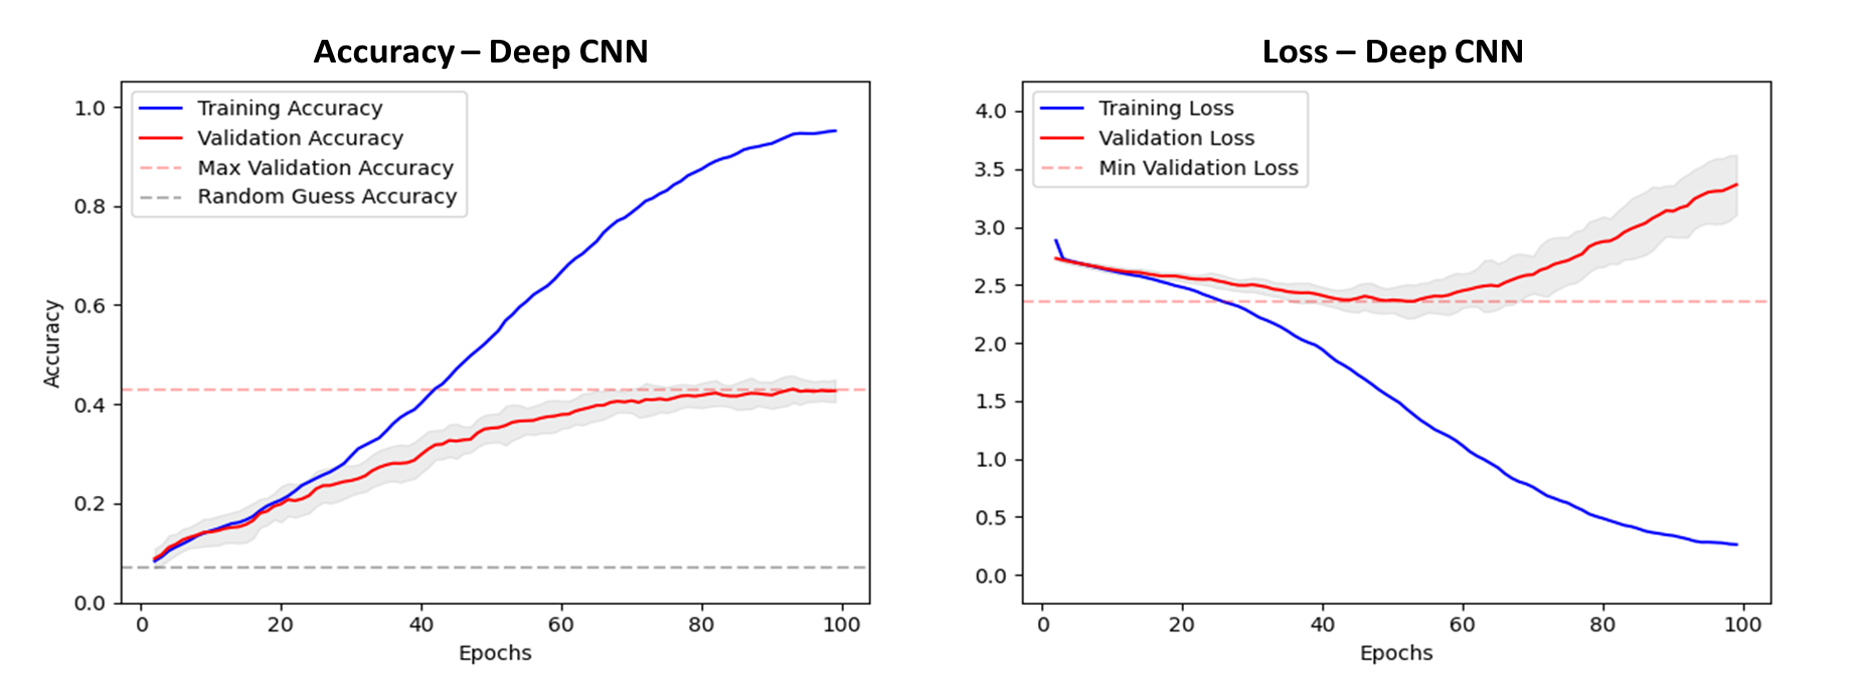 Accuracy – Deep CNN
1.0
0.8
0.6
0.4
0.2
0.0
Accuracy
Training Accuracy
Validation Accuracy
Max Validation Accuracy
Random Guess Accuracy
0 20 40 60 80 100
Epochs
Loss – Deep CNN
4.0
3.5
3.0
2.5
2.0
1.5
1.0
0.5
0.0
Training Loss
Validation Loss
Min Validation Loss
0 20 40 60 80 100
Epochs